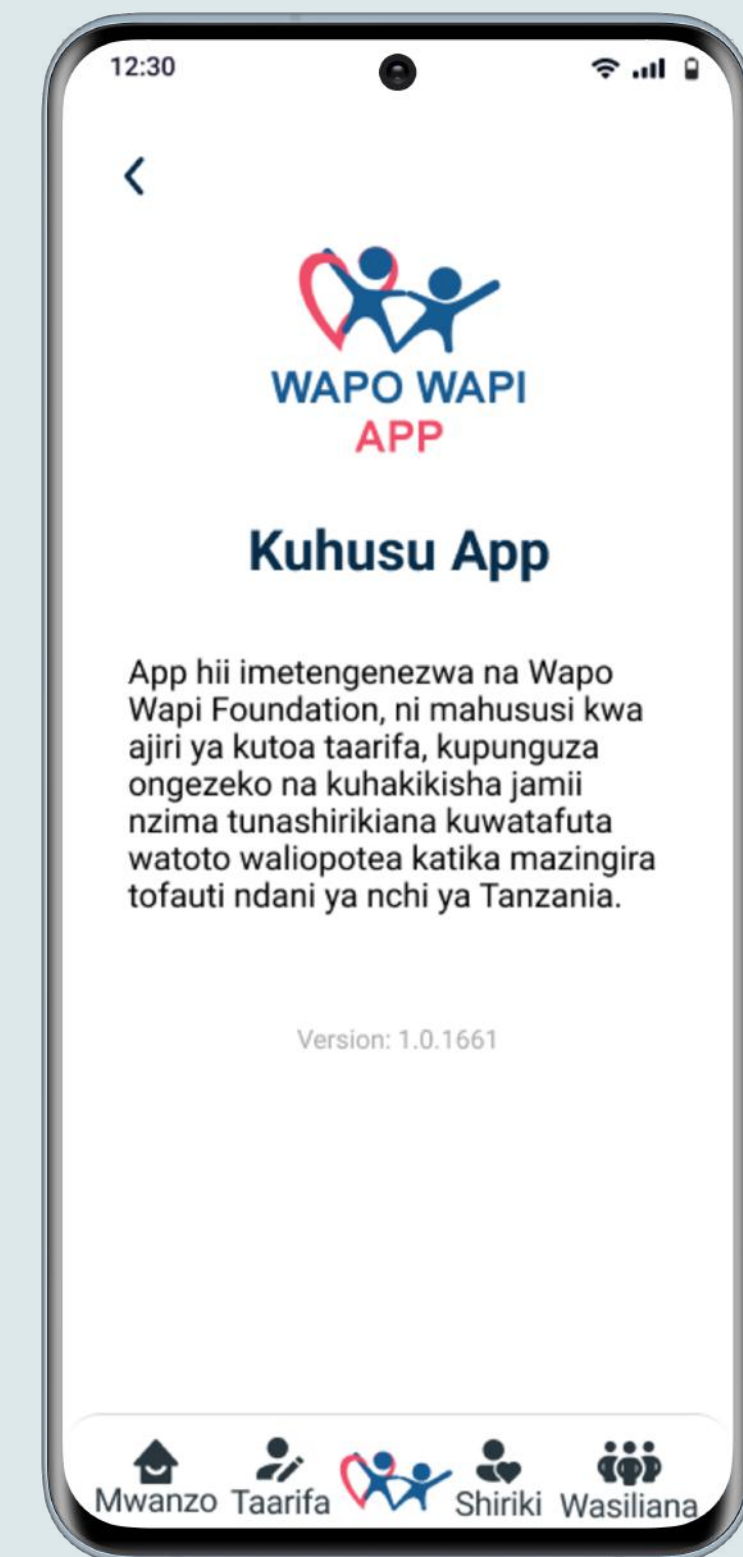 12:30
WAPO WAPI
APP
Kuhusu App
App hii imetengenezwa na Wapo
Wapi Foundation, ni mahususi kwa
ajiri ya kutoa taarifa, kupunguza
ongezeko na kuhakikisha jamii
nzima tunashirikiana kuwatafuta
watoto waliopotea katika mazingira
tofauti ndani ya nchi ya Tanzania.
Version: 1.0.1661
Mwanzo Taarifa Shiriki Wasiliana